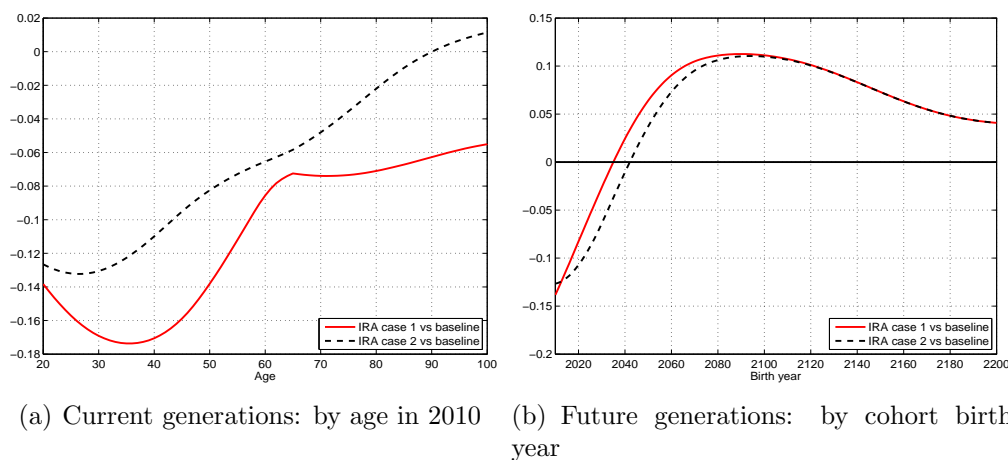 0.02
0
−0.02
−0.04
−0.06
−0.08
−0.1
−0.12
−0.14
−0.16
−0.18
20 30 40 50 60 70 80 90 100
Age
IRA case 1 vs baseline
IRA case 2 vs baseline
(a) Current generations: by age in 2010
0.15
0.1
0.05
0
−0.05
−0.1
−0.15
−0.2
2020 2040 2060 2080 2100 2120 2140 2160 2180 2200
Birth year
IRA case 1 vs baseline
IRA case 2 vs baseline
(b) Future generations: by cohort birth
year